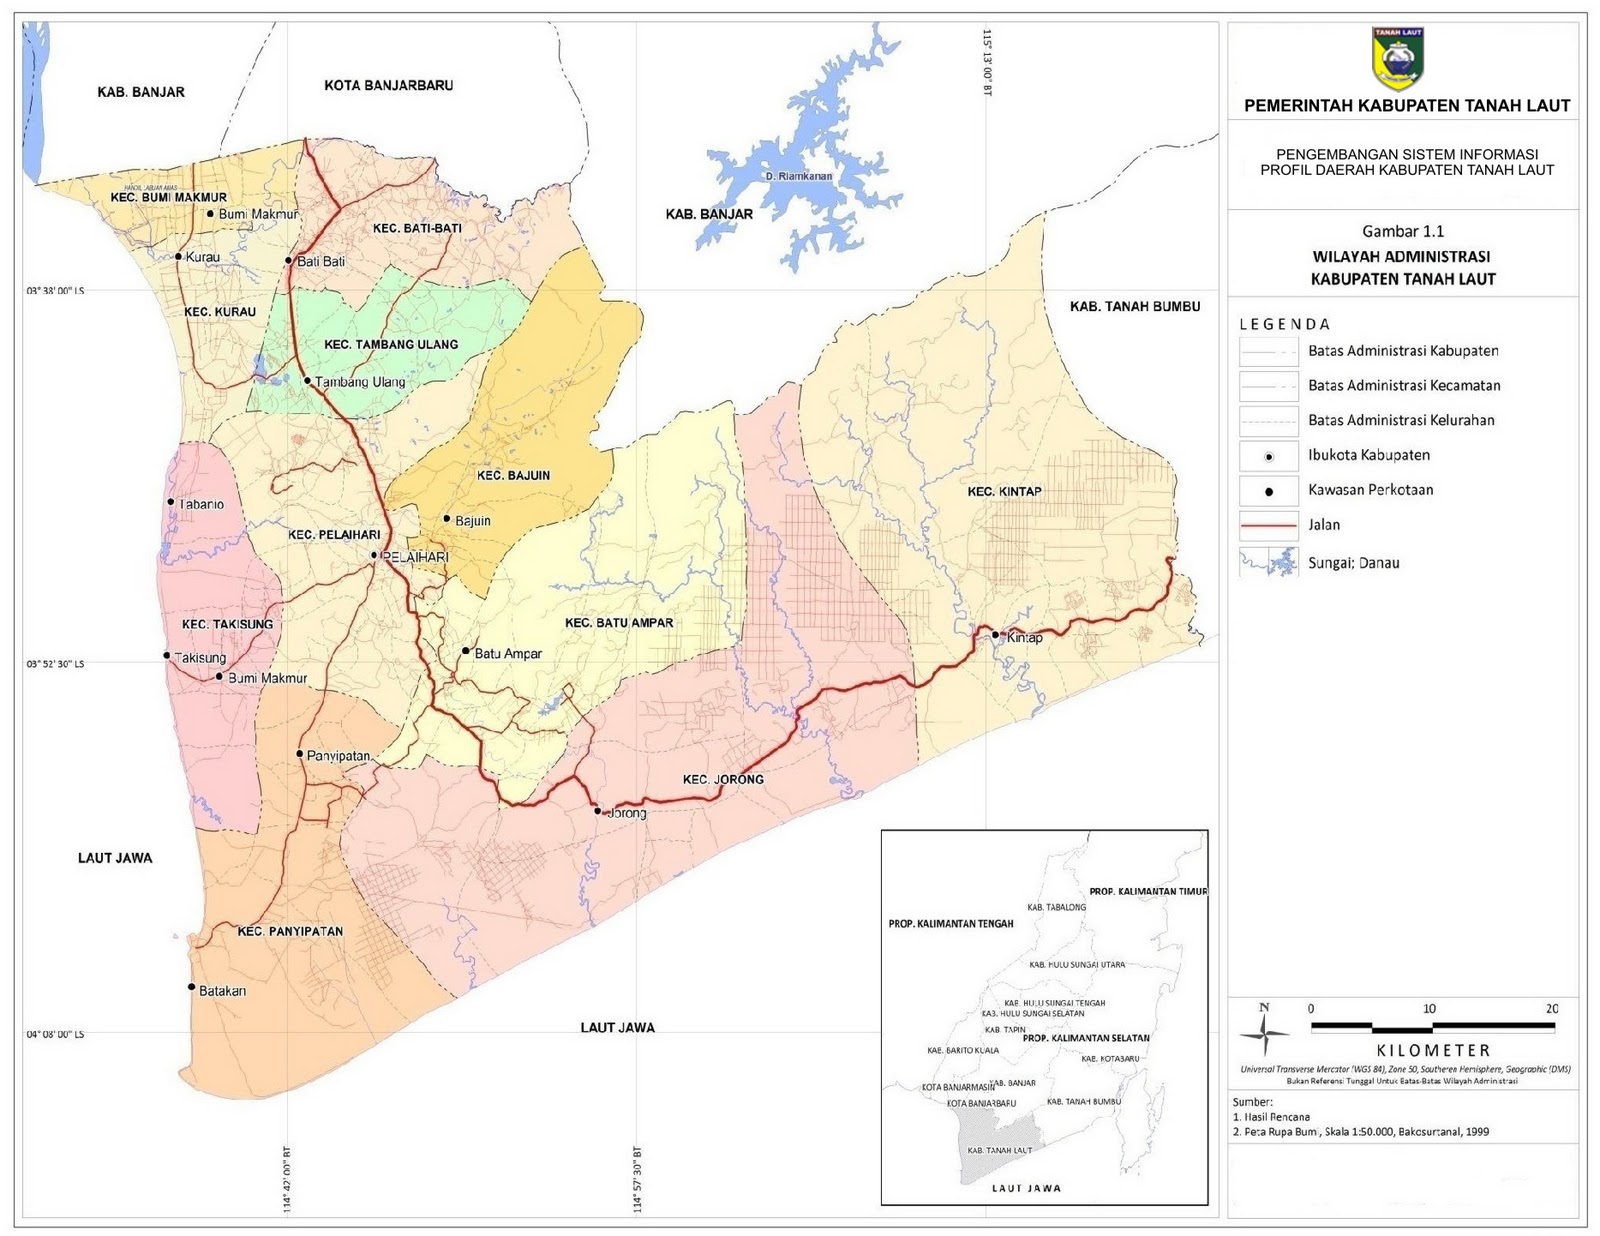 KAB. BANJAR
KOTA BANJARBARU
115° 13' 00" BT
D. Riamkanan
KAB. BANJAR
KEC. BUMI MAKMUR
Bumi Makmur
KEC. BATI-BATI
Kurau
Bati Bati
03° 38' 00" LS
KEC. KURAU
KAB. TANAH BUMBU
KEC. TAMBANG ULANG
Tambang Ulang
KEC. BAJUIN
KEC. KINTAP
Tabanio
Bajuin
KEC. PELAIHARI
PELAIHARI
KEC. TAKISUNG
KEC. BATU AMPAR
Kintap
Takisung
Batu Ampar
03° 52' 30" LS
Bumi Makmur
Panyipatan
KEC. JORONG
Jorong
LAUT JAWA
KEC. PANYIPATAN
Batakan
LAUT JAWA
04° 08' 00" LS
114° 42' 00" BT
114° 57' 30" BT
PROP. KALIMANTAN TIMUR
KAB. TABALONG
PROP. KALIMANTAN TENGAH
KAB. HULU SUNGAI UTARA
KAB. HULU SUNGAI TENGAH
KAB. HULU SUNGAI SELATAN
KAB. TAPIN
PROP. KALIMANTAN SELATAN
KAB. BARITO KUALA
KAB. KOTABARU
KOTA BANJARMASIN
KAB. BANJAR
KOTA BANJARBARU
KAB. TANAH BUMBU
KAB. TANAH LAUT
LAUT JAWA
TANAH LAUT
PEMERINTAH KABUPATEN TANAH LAUT
PENGEMBANGAN SISTEM INFORMASI
PROFIL DAERAH KABUPATEN TANAH LAUT
Gambar 1.1
WILAYAH ADMINISTRASI
KABUPATEN TANAH LAUT
LEGENDA
Batas Administrasi Kabupaten
Batas Administrasi Kecamatan
Batas Administrasi Kelurahan
Ibukota Kabupaten
Kawasan Perkotaan
Jalan
Sungai; Danau
N
0 10 20
KILOMETER
Universal Transverse Mercator (WGS 84), Zone 50, Southeren Hemisphere, Geographic (DMS)
Bukan Referensi Tunggal Untuk Batas-Batas Wilayah Administrasi
Sumber:
1. Hasil Rencana
2. Peta Rupa Bumi, Skala 1:50.000, Bakosurtanal, 1999